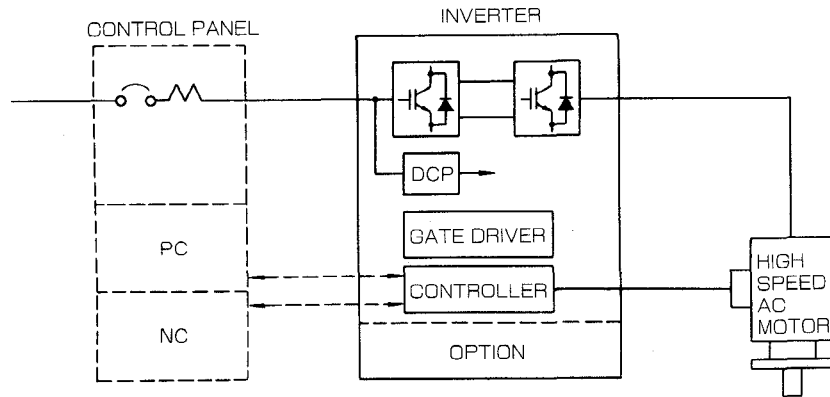 CONTROL PANEL
INVERTER
DCP
GATE DRIVER
PC
CONTROLLER
NC
OPTION
HIGH
SPEED
AC
MOTOR